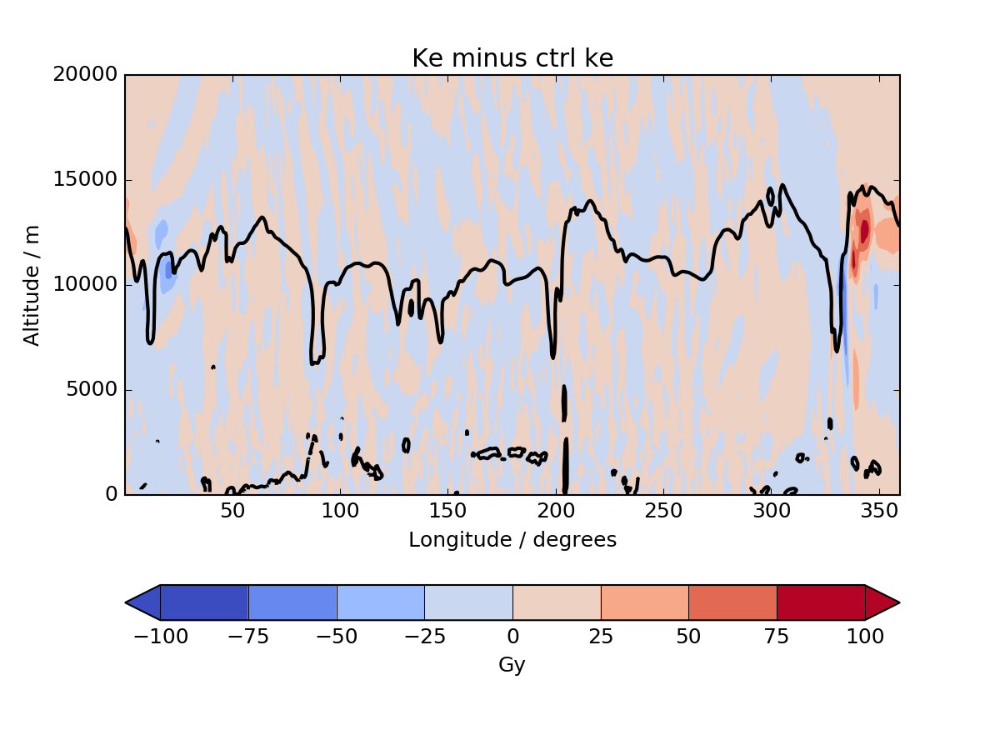 Ke minus ctrl ke
20000
15000
10000
5000
0
Altitude / m
50 100 150 200 250 300 350
Longitude / degrees
−100 −75 −50 −25 0 25 50 75 100
Gy